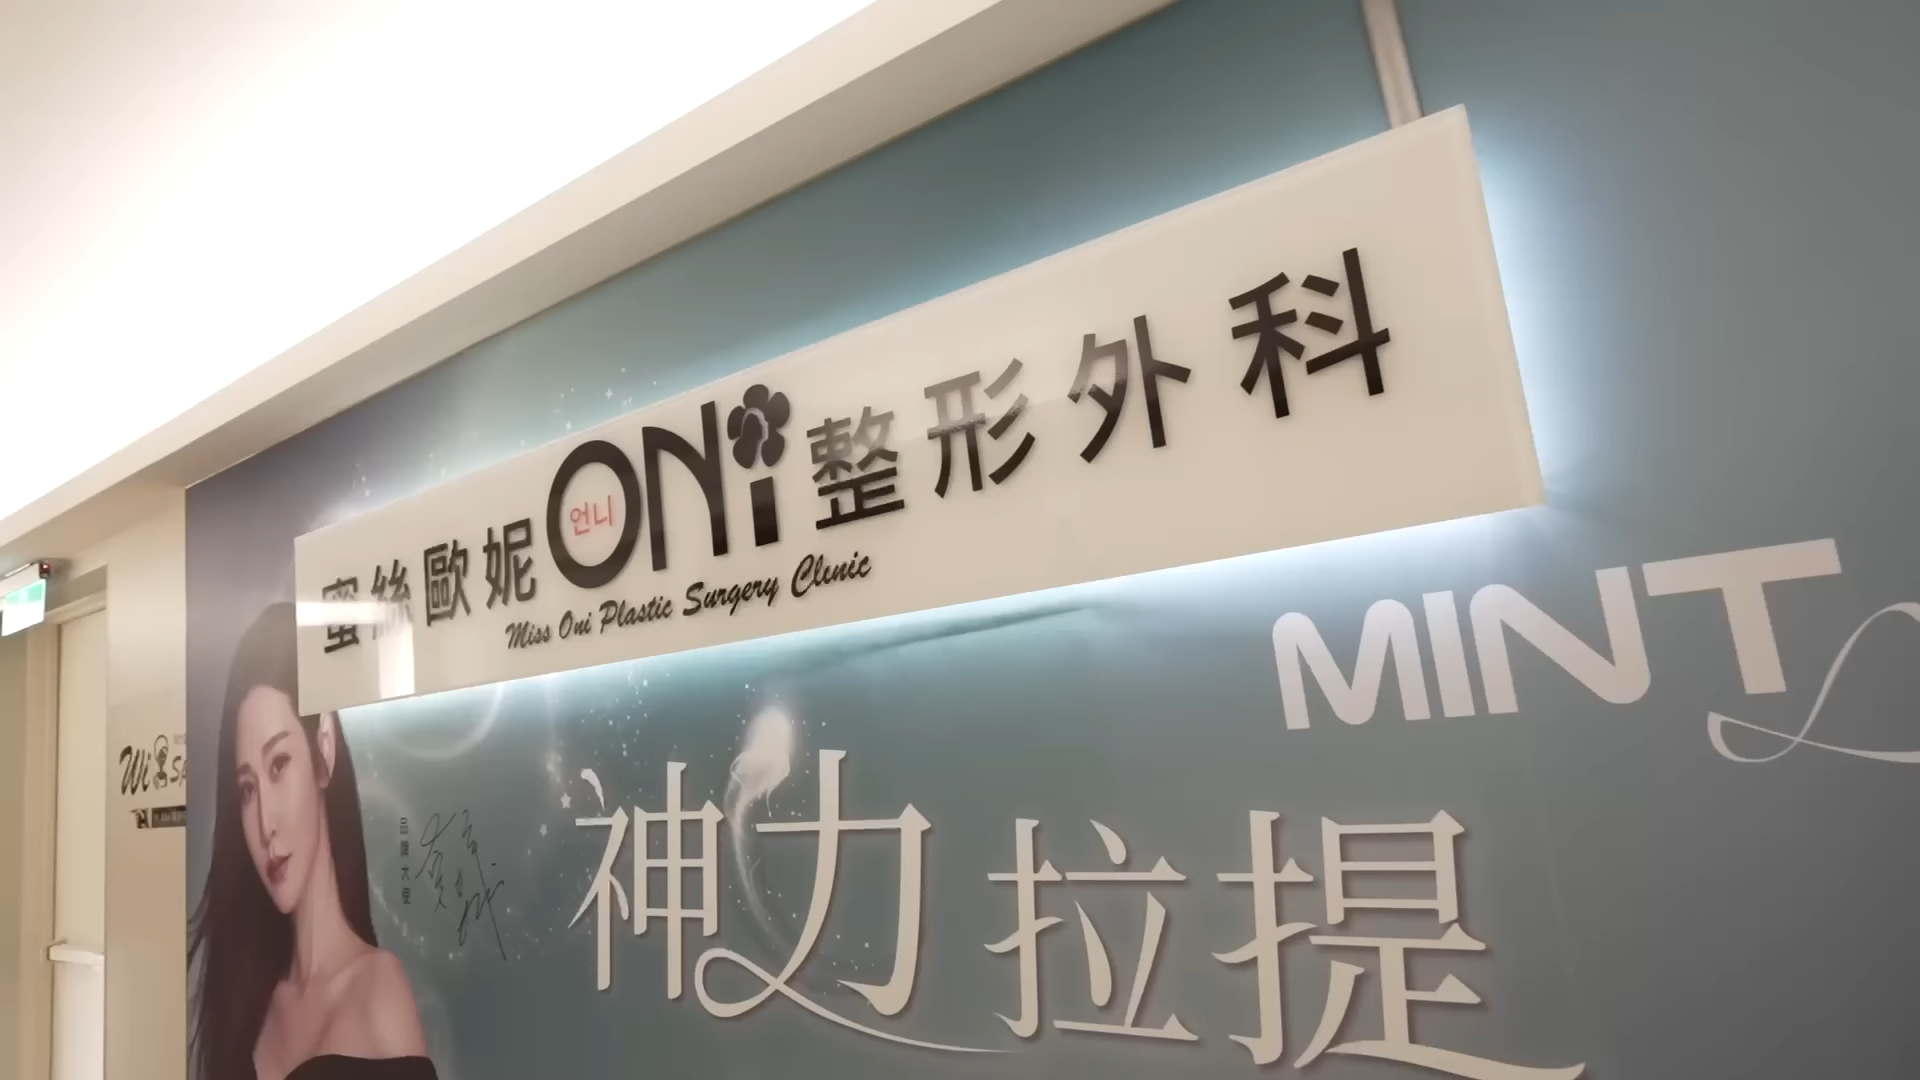 蜜絲歐妮 ONi 整形外科
언니
Miss Oni Plastic Surgery Clinic
MINT
神力拉提
品牌大使
Wi